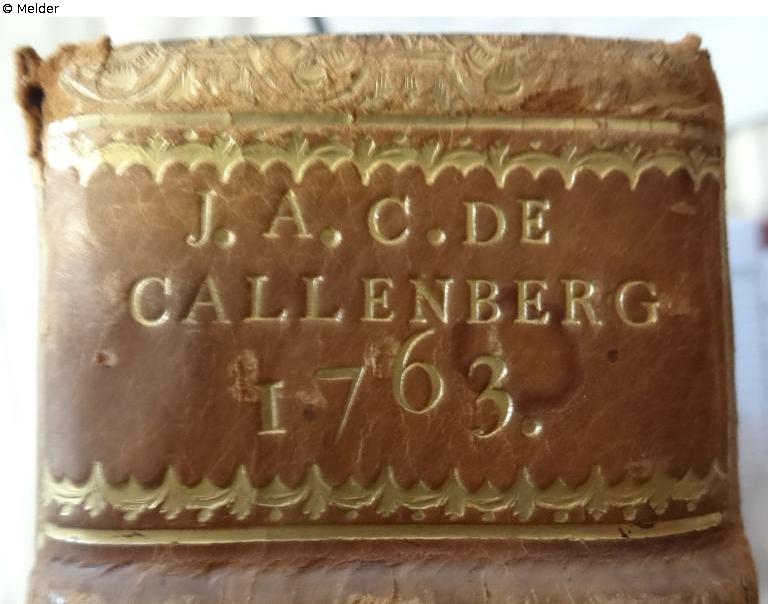 © Melder
J. A. C. DE
CALLENBERG
1763.